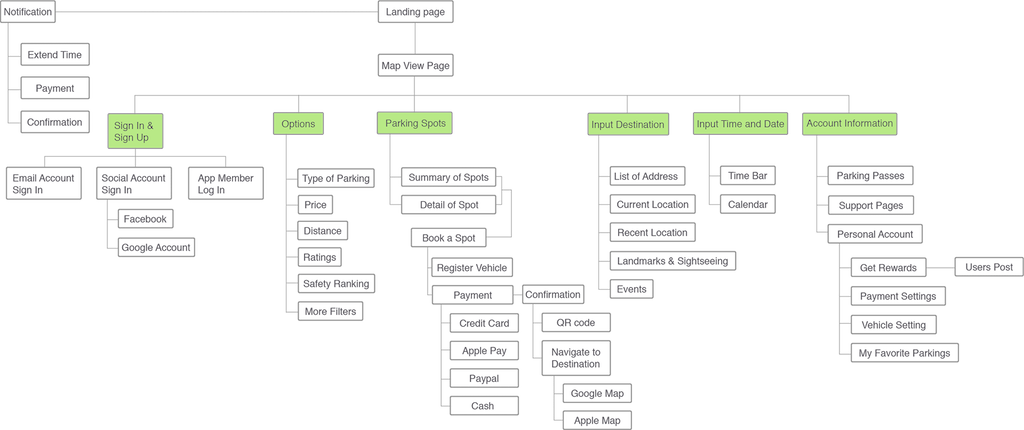 Notification
Landing page
Extend Time
Map View Page
Payment
Confirmation
Sign In &
Sign Up
Options
Parking Spots
Input Destination
Input Time and Date
Account Information
Email Account
Sign In
Social Account
Sign In
App Member
Log In
Facebook
Google Account
Type of Parking
Price
Distance
Ratings
Safety Ranking
More Filters
Summary of Spots
Detail of Spot
Book a Spot
Register Vehicle
Payment
Confirmation
Credit Card
Apple Pay
Paypal
Cash
QR code
Navigate to
Destination
Google Map
Apple Map
List of Address
Current Location
Recent Location
Landmarks & Sightseeing
Events
Time Bar
Calendar
Parking Passes
Support Pages
Personal Account
Get Rewards
Users Post
Payment Settings
Vehicle Setting
My Favorite Parkings